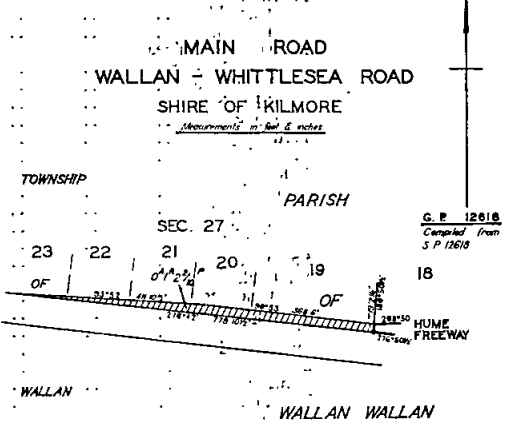 MAIN ROAD
WALLAN - WHITTLESEA ROAD
SHIRE OF KILMORE
Measurements in feet & inches
TOWNSHIP
PARISH
G. P. 12618
Compiled from
S P 12618
SEC. 27
23 22 21 20 19 18
OF OF
HUME
FREEWAY
WALLAN
WALLAN WALLAN